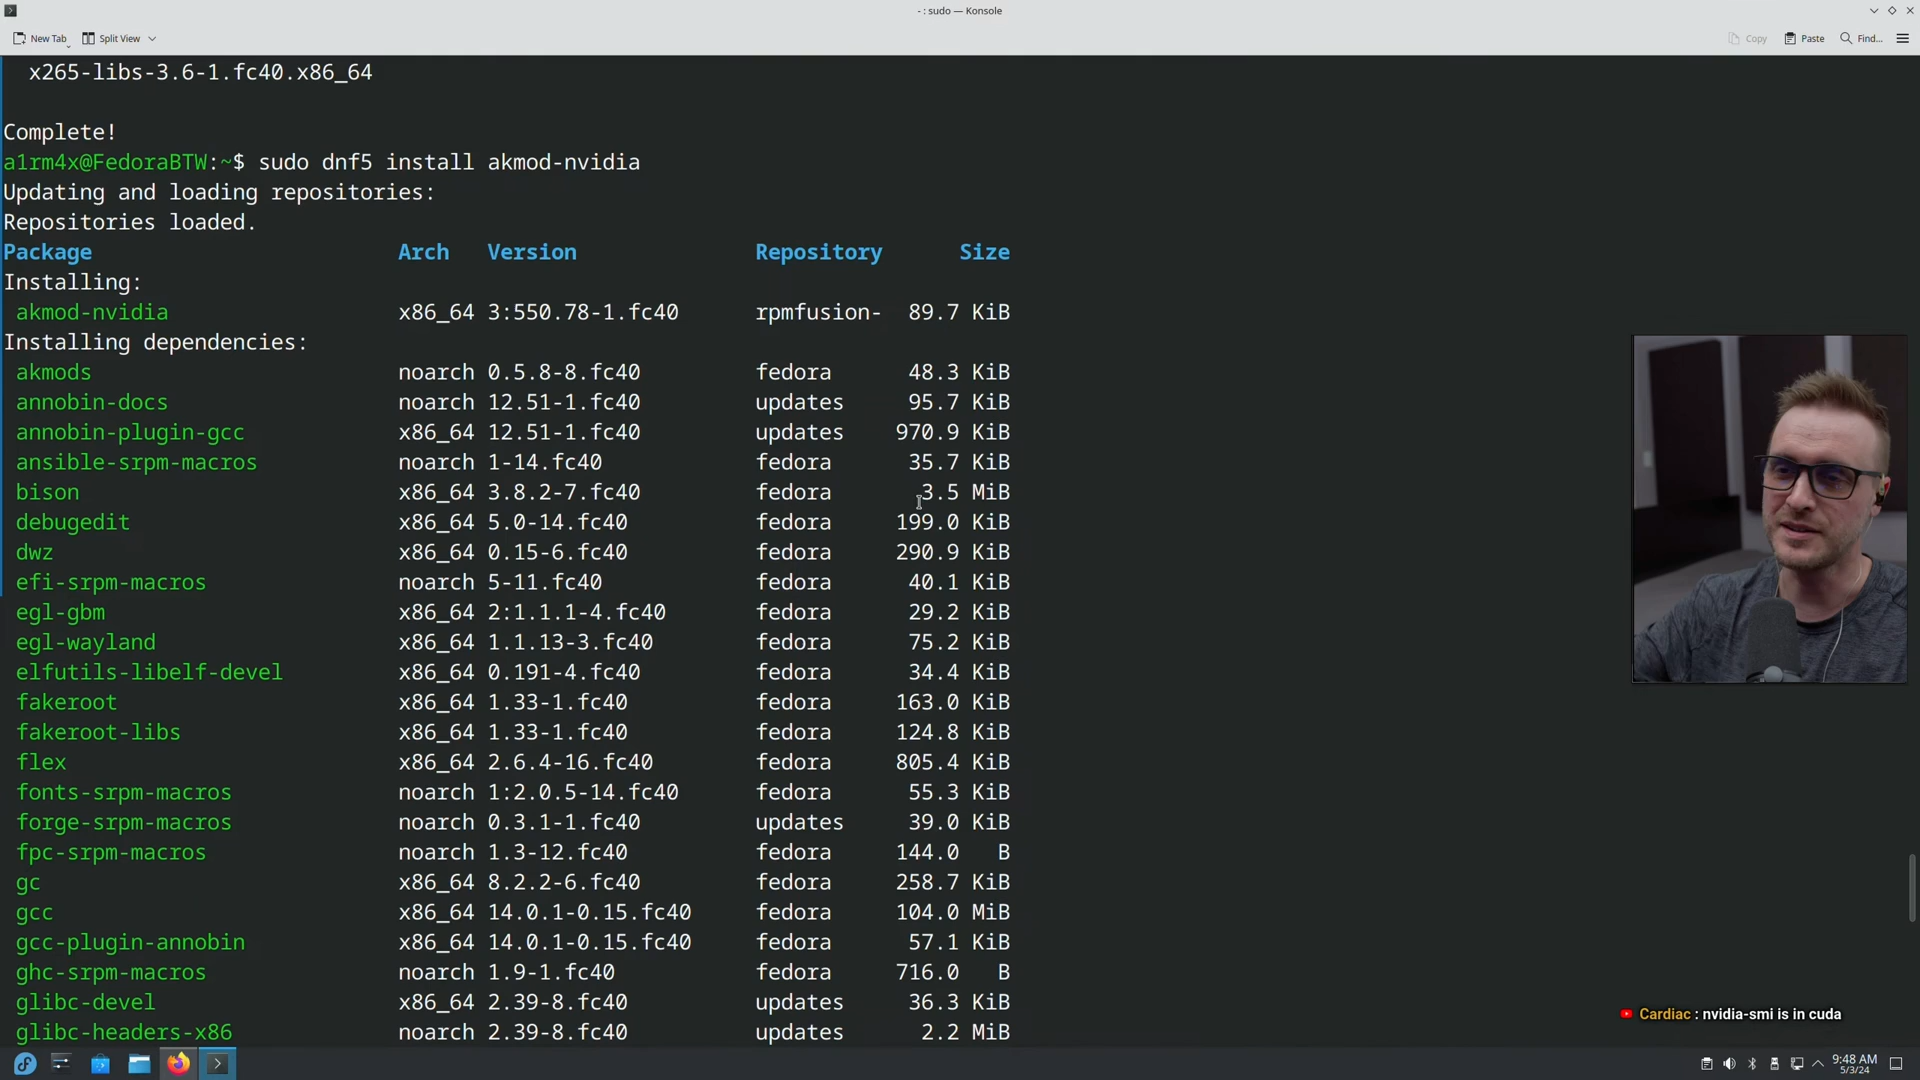 - : sudo — Konsole
New Tab
Split View
Copy
Paste
Find...
x265-libs-3.6-1.fc40.x86_64
Complete!
a1rm4x@FedoraBTW:~$ sudo dnf5 install akmod-nvidia
Updating and loading repositories:
Repositories loaded.
Package Arch Version Repository Size
Installing:
akmod-nvidia x86_64 3:550.78-1.fc40 rpmfusion- 89.7 KiB
Installing dependencies:
akmods noarch 0.5.8-8.fc40 fedora 48.3 KiB
annobin-docs noarch 12.51-1.fc40 updates 95.7 KiB
annobin-plugin-gcc x86_64 12.51-1.fc40 updates 970.9 KiB
ansible-srpm-macros noarch 1-14.fc40 fedora 35.7 KiB
bison x86_64 3.8.2-7.fc40 fedora 3.5 MiB
debugedit x86_64 5.0-14.fc40 fedora 199.0 KiB
dwz x86_64 0.15-6.fc40 fedora 290.9 KiB
efi-srpm-macros noarch 5-11.fc40 fedora 40.1 KiB
egl-gbm x86_64 2:1.1.1-4.fc40 fedora 29.2 KiB
egl-wayland x86_64 1.1.13-3.fc40 fedora 75.2 KiB
elfutils-libelf-devel x86_64 0.191-4.fc40 fedora 34.4 KiB
fakeroot x86_64 1.33-1.fc40 fedora 163.0 KiB
fakeroot-libs x86_64 1.33-1.fc40 fedora 124.8 KiB
flex x86_64 2.6.4-16.fc40 fedora 805.4 KiB
fonts-srpm-macros noarch 1:2.0.5-14.fc40 fedora 55.3 KiB
forge-srpm-macros noarch 0.3.1-1.fc40 updates 39.0 KiB
fpc-srpm-macros noarch 1.3-12.fc40 fedora 144.0 B
gc x86_64 8.2.2-6.fc40 fedora 258.7 KiB
gcc x86_64 14.0.1-0.15.fc40 fedora 104.0 MiB
gcc-plugin-annobin x86_64 14.0.1-0.15.fc40 fedora 57.1 KiB
ghc-srpm-macros noarch 1.9-1.fc40 fedora 716.0 B
glibc-devel x86_64 2.39-8.fc40 updates 36.3 KiB
glibc-headers-x86 noarch 2.39-8.fc40 updates 2.2 MiB
Cardiac : nvidia-smi is in cuda
9:48 AM
5/3/24